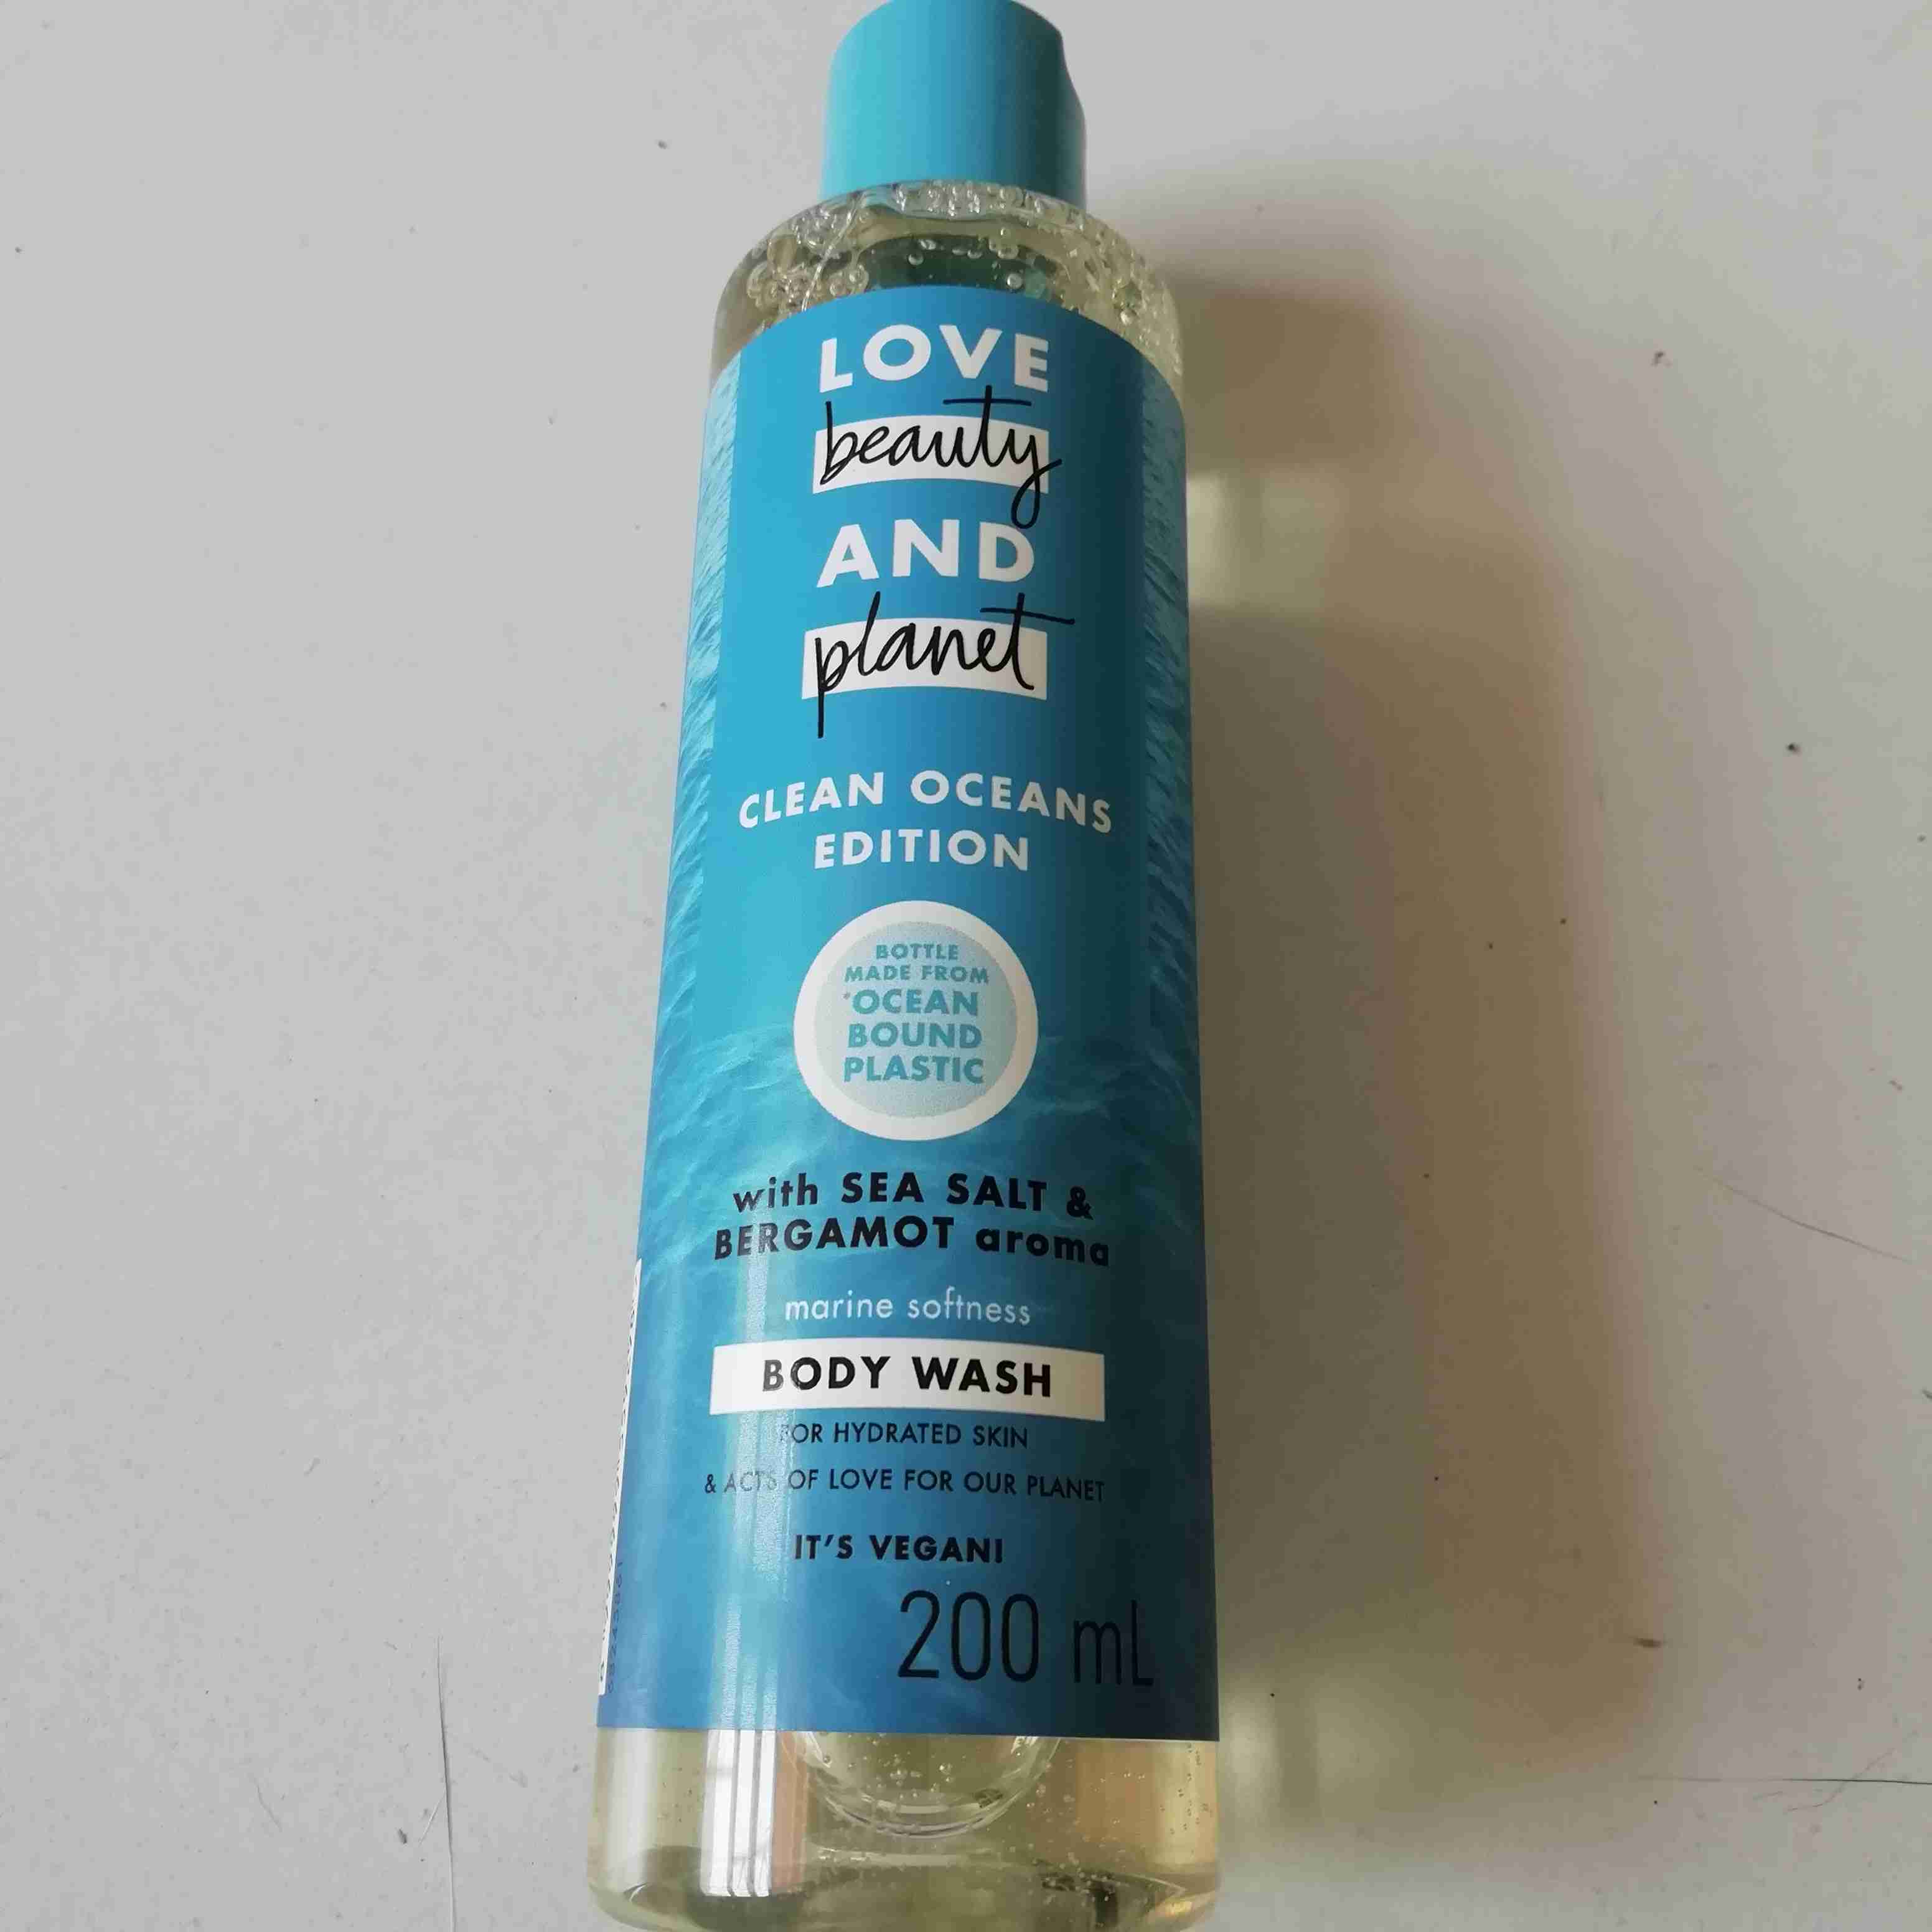 LOVE
beauty
AND
planet
CLEAN OCEANS
EDITION
BOTTLE
MADE FROM
*OCEAN
BOUND
PLASTIC
with SEA SALT &
BERGAMOT aroma
marine softness
BODY WASH
FOR HYDRATED SKIN
& ACTS OF LOVE FOR OUR PLANET
IT'S VEGAN!
200 mL